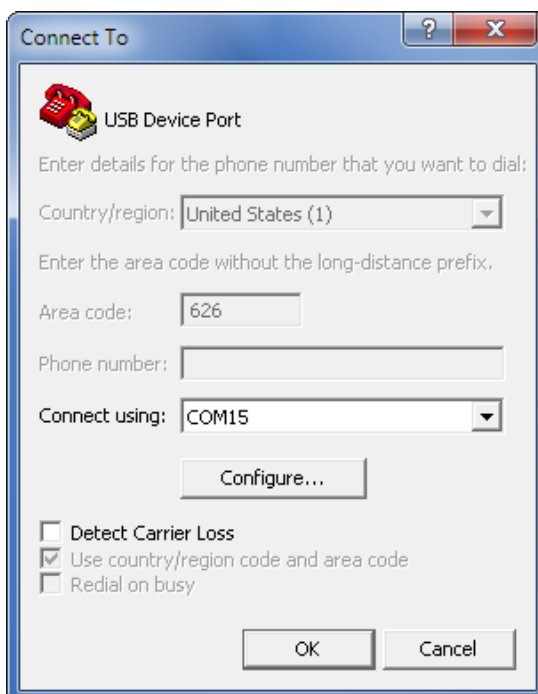 Connect To
?
USB Device Port
Enter details for the phone number that you want to dial:
Country/region: United States (1)
Enter the area code without the long-distance prefix.
Area code: 626
Phone number:
Connect using: COM15
Configure...
Detect Carrier Loss
Use country/region code and area code
Redial on busy
OK Cancel